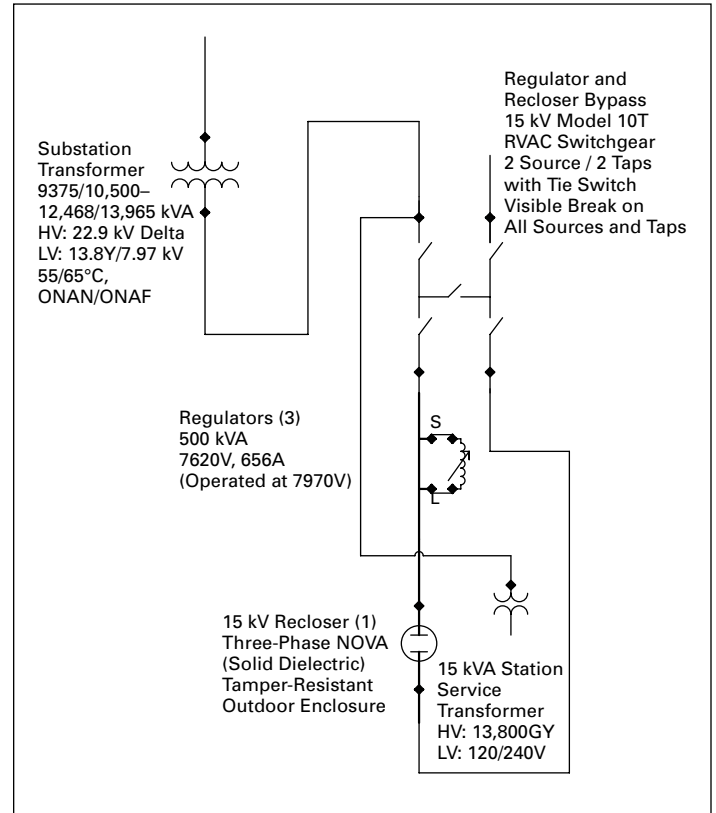 Substation
Transformer
9375/10,500–
12,468/13,965 kVA
HV: 22.9 kV Delta
LV: 13.8Y/7.97 kV
55/65°C,
ONAN/ONAF
Regulator and
Recloser Bypass
15 kV Model 10T
RVAC Switchgear
2 Source / 2 Taps
with Tie Switch
Visible Break on
All Sources and Taps
Regulators (3)
500 kVA
7620V, 656A
(Operated at 7970V)
S
L
15 kV Recloser (1)
Three-Phase NOVA
(Solid Dielectric)
Tamper-Resistant
Outdoor Enclosure
15 kVA Station
Service
Transformer
HV: 13,800GY
LV: 120/240V